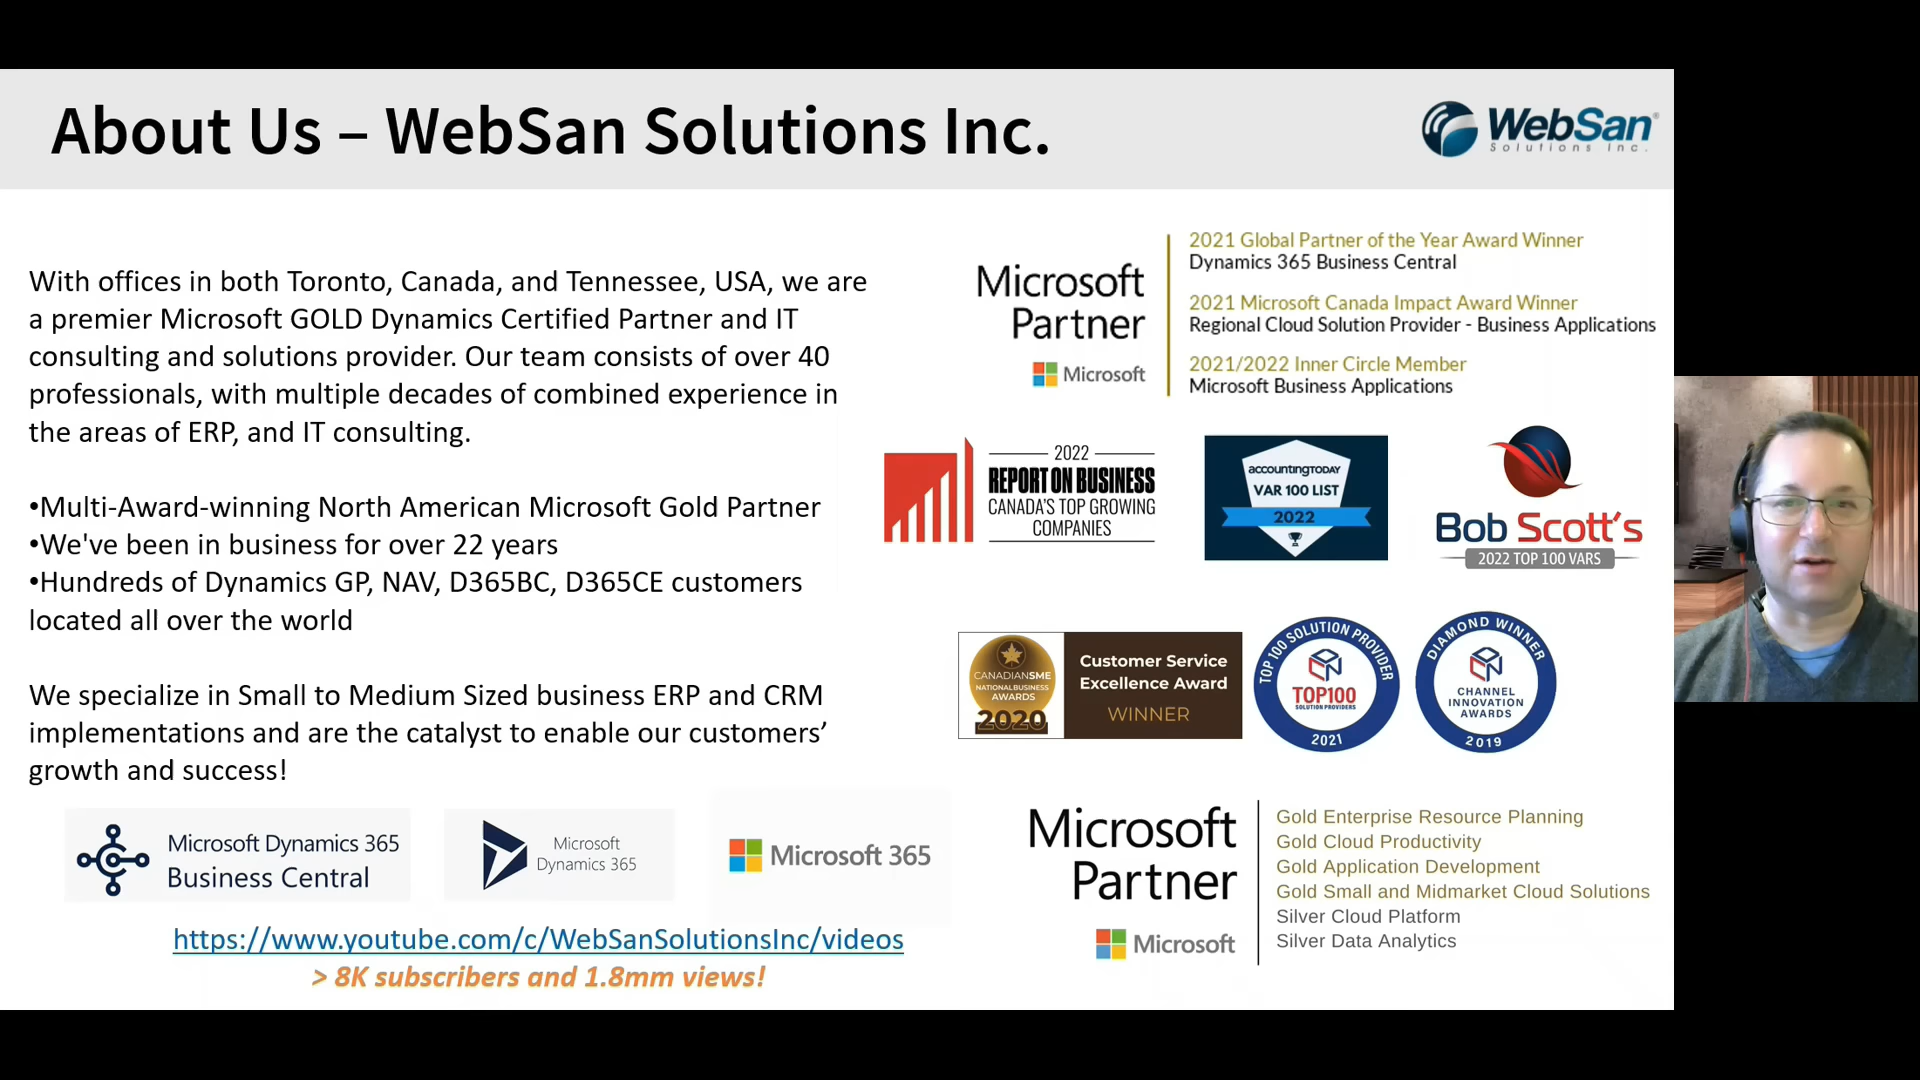 About Us – WebSan Solutions Inc.
WebSan
Solutions Inc.
With offices in both Toronto, Canada, and Tennessee, USA, we are
a premier Microsoft GOLD Dynamics Certified Partner and IT
consulting and solutions provider. Our team consists of over 40
professionals, with multiple decades of combined experience in
the areas of ERP, and IT consulting.
•Multi-Award-winning North American Microsoft Gold Partner
•We've been in business for over 22 years
•Hundreds of Dynamics GP, NAV, D365BC, D365CE customers
located all over the world
We specialize in Small to Medium Sized business ERP and CRM
implementations and are the catalyst to enable our customers’
growth and success!
Microsoft Dynamics 365
Business Central
Microsoft
Dynamics 365
Microsoft 365
https://www.youtube.com/c/WebSanSolutionsInc/videos
> 8K subscribers and 1.8mm views!
Microsoft
Partner
Microsoft
2021 Global Partner of the Year Award Winner
Dynamics 365 Business Central
2021 Microsoft Canada Impact Award Winner
Regional Cloud Solution Provider - Business Applications
2021/2022 Inner Circle Member
Microsoft Business Applications
2022
REPORT ON BUSINESS
CANADA'S TOP GROWING
COMPANIES
accountingTODAY
VAR 100 LIST
2022
Bob Scott's
2022 TOP 100 VARS
CANADIANSME
NATIONAL BUSINESS
AWARDS
2020
Customer Service
Excellence Award
WINNER
TOP 100 SOLUTION PROVIDER
TOP100
SOLUTION PROVIDERS
2021
DIAMOND WINNER
CHANNEL
INNOVATION
AWARDS
2019
Microsoft
Partner
Microsoft
Gold Enterprise Resource Planning
Gold Cloud Productivity
Gold Application Development
Gold Small and Midmarket Cloud Solutions
Silver Cloud Platform
Silver Data Analytics